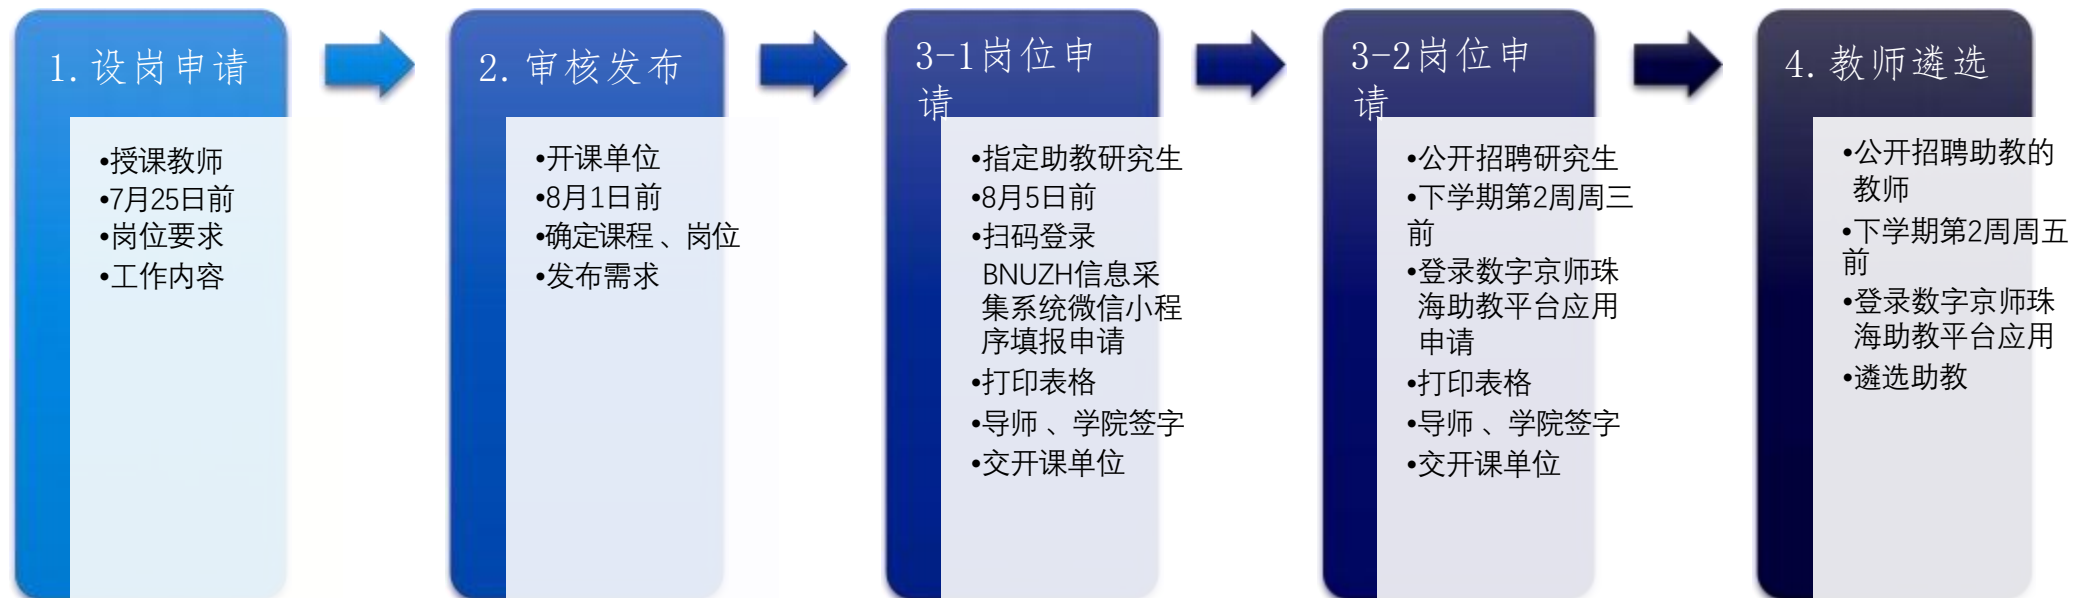 1.设岗申请
•授课教师
•7月25日前
•岗位要求
•工作内容
2.审核发布
•开课单位
•8月1日前
•确定课程、岗位
•发布需求
3-1岗位申
请
•指定助教研究生
•8月5日前
•扫码登录
BNUZH信息采
集系统微信小程
序填报申请
•打印表格
•导师、学院签字
•交开课单位
3-2岗位申
请
•公开招聘研究生
•下学期第2周周三
前
•登录数字京师珠
海助教平台应用
申请
•打印表格
•导师、学院签字
•交开课单位
4.教师遴选
•公开招聘助教的
教师
•下学期第2周周五
前
•登录数字京师珠
海助教平台应用
•遴选助教